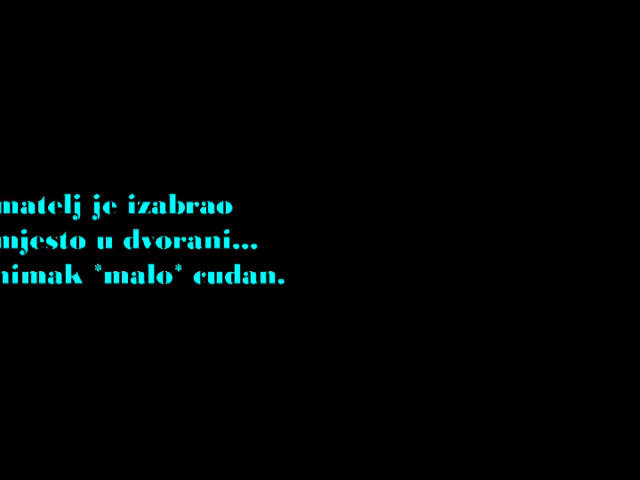 matelj je izabrao
mjesto u dvorani...
nimak *malo* cudan.